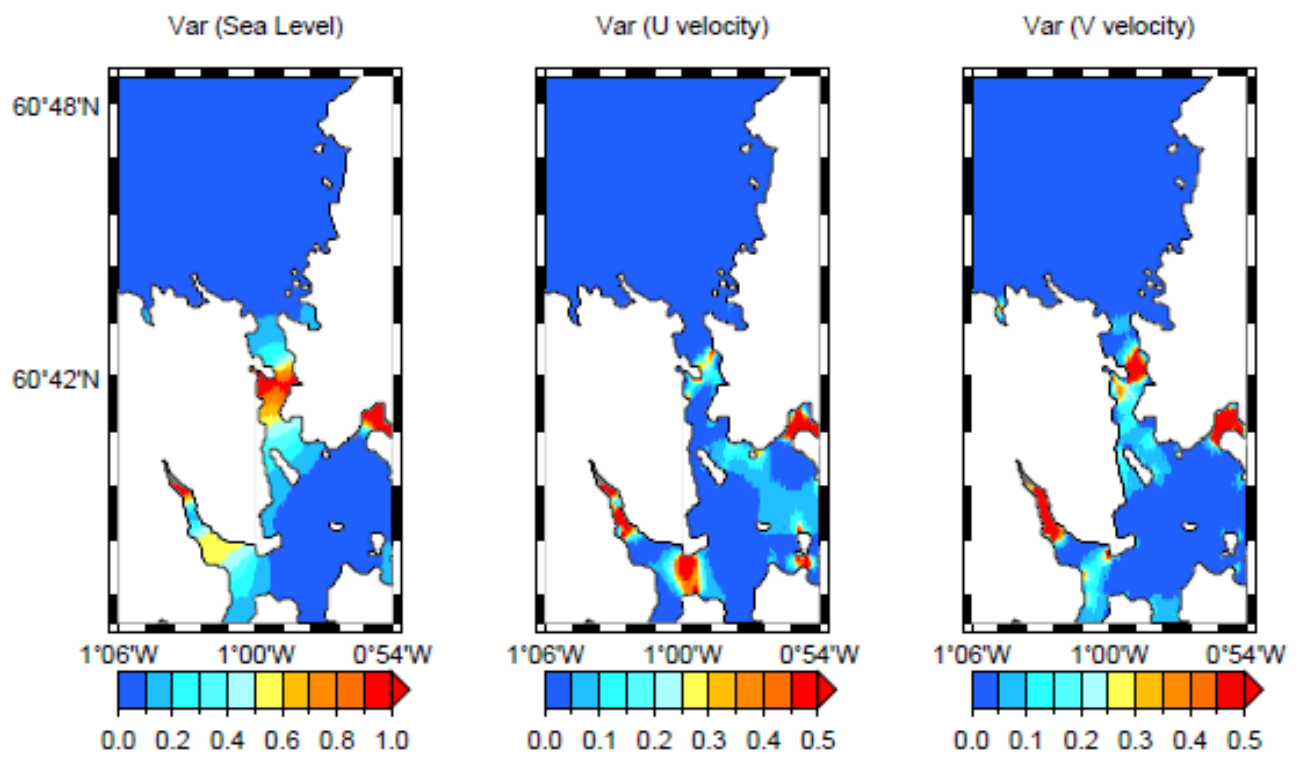 Var (Sea Level) Var (U velocity) Var (V velocity)
60°48'N
60°42'N
1°06'W 1°00'W 0°54'W 1°06'W 1°00'W 0°54'W 1°06'W 1°00'W 0°54'W
0.0 0.2 0.4 0.6 0.8 1.0 0.0 0.1 0.2 0.3 0.4 0.5 0.0 0.1 0.2 0.3 0.4 0.5